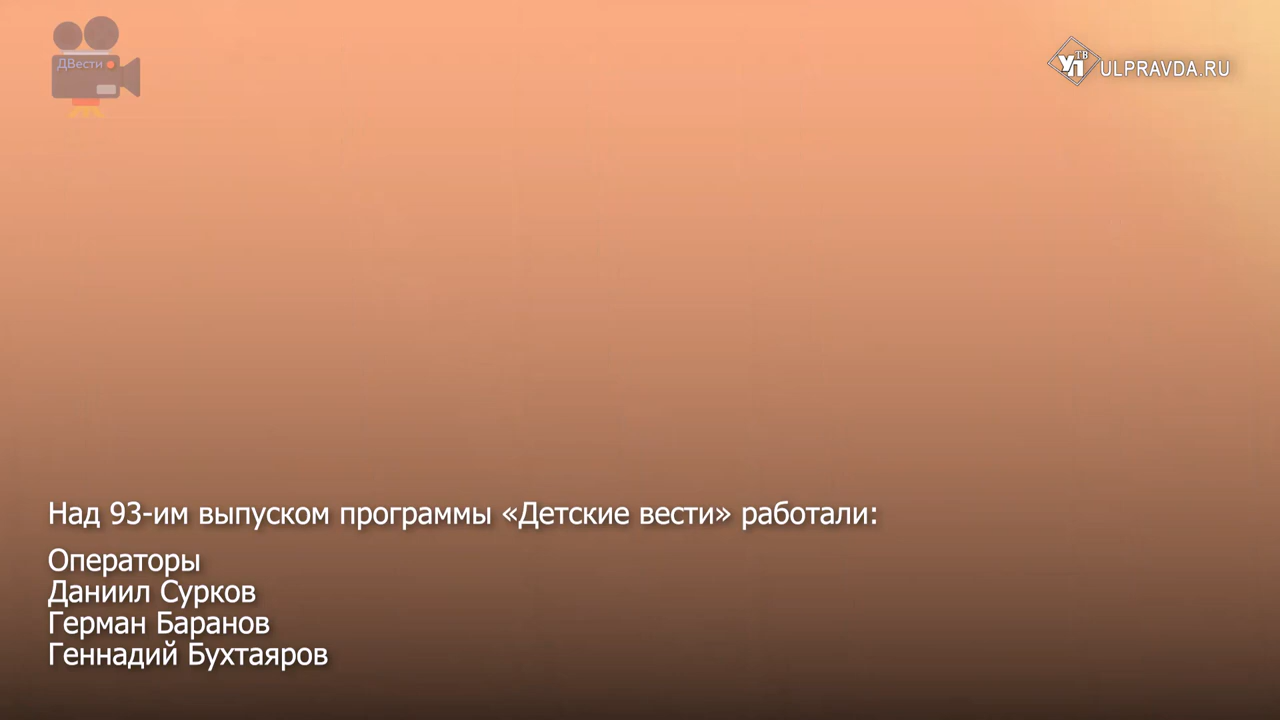 ДВести
ТВ
УП ULPRAVDA.RU
Над 93-им выпуском программы «Детские вести» работали:
Операторы
Даниил Сурков
Герман Баранов
Геннадий Бухтаяров